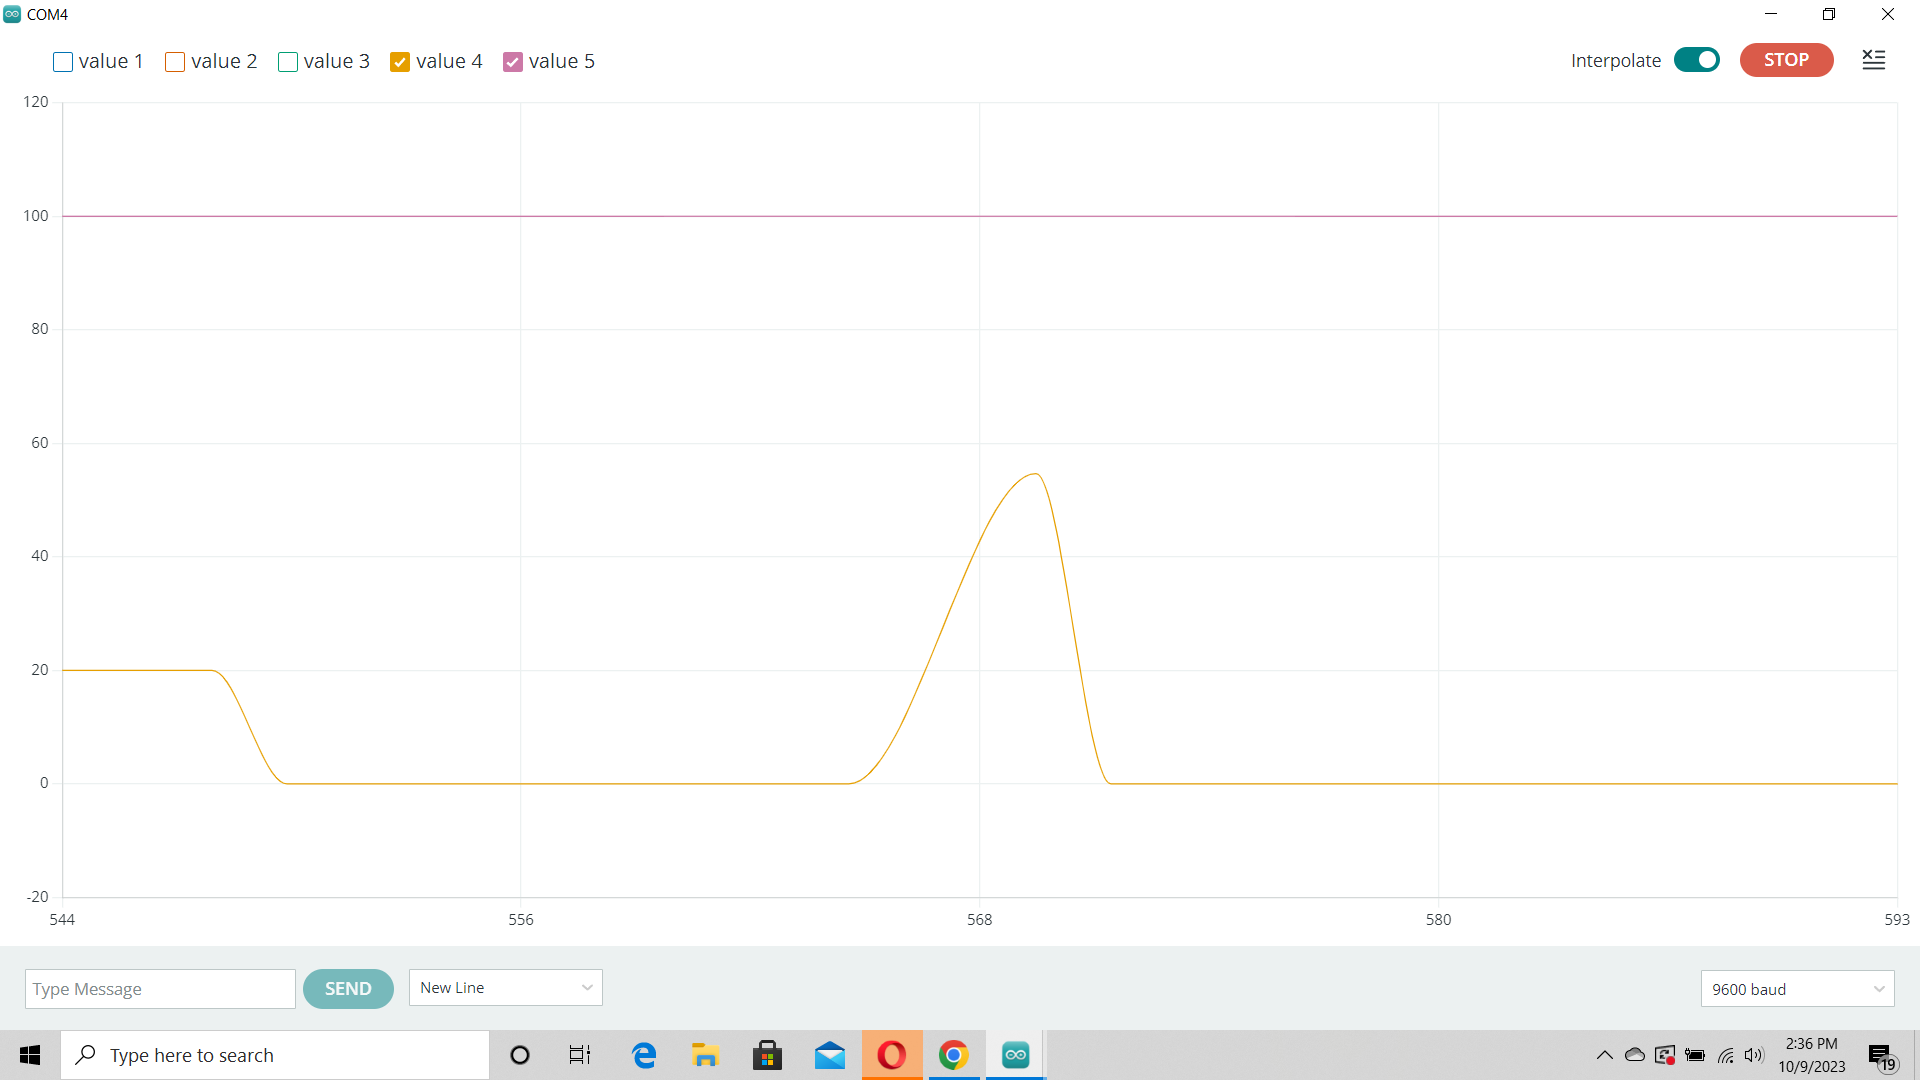 COM4
value 1 value 2 value 3 value 4 value 5 Interpolate STOP
120
100
80
60
40
20
0
-20
544 556 568 580 593
Type Message SEND New Line 9600 baud
Type here to search 2:36 PM
10/9/2023 19